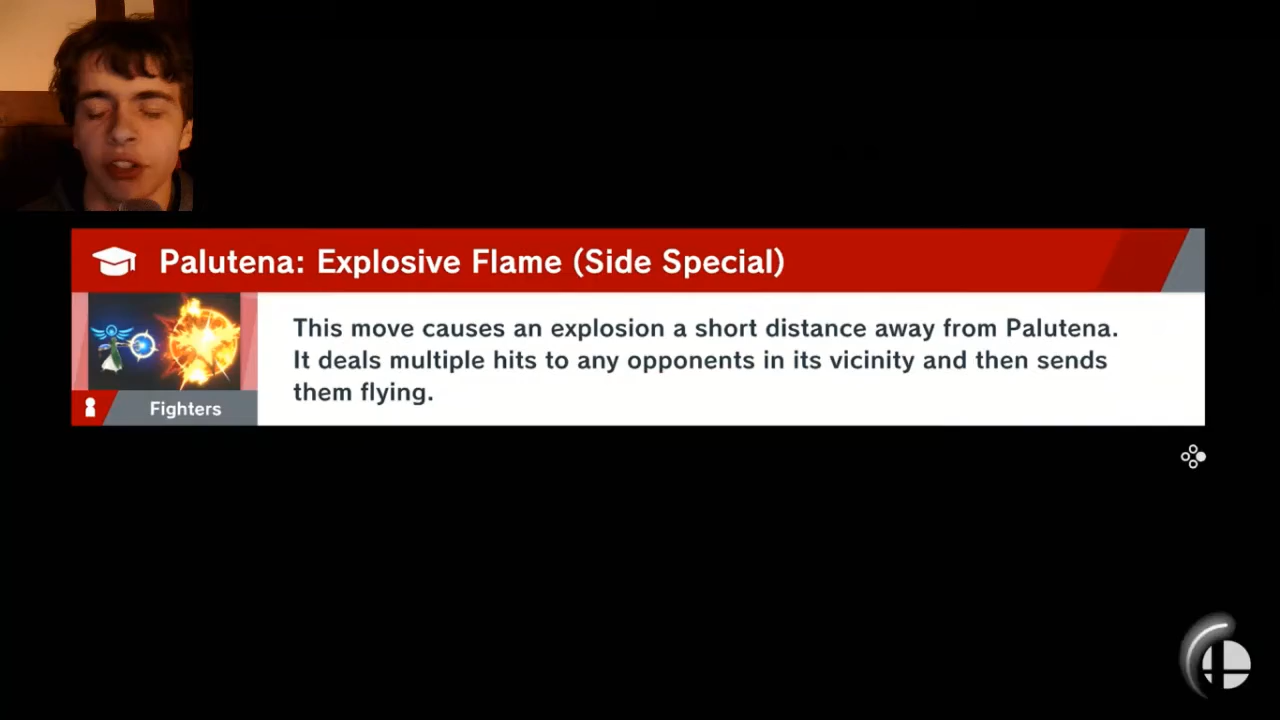 Palutena: Explosive Flame (Side Special)
This move causes an explosion a short distance away from Palutena.
It deals multiple hits to any opponents in its vicinity and then sends
them flying.
Fighters